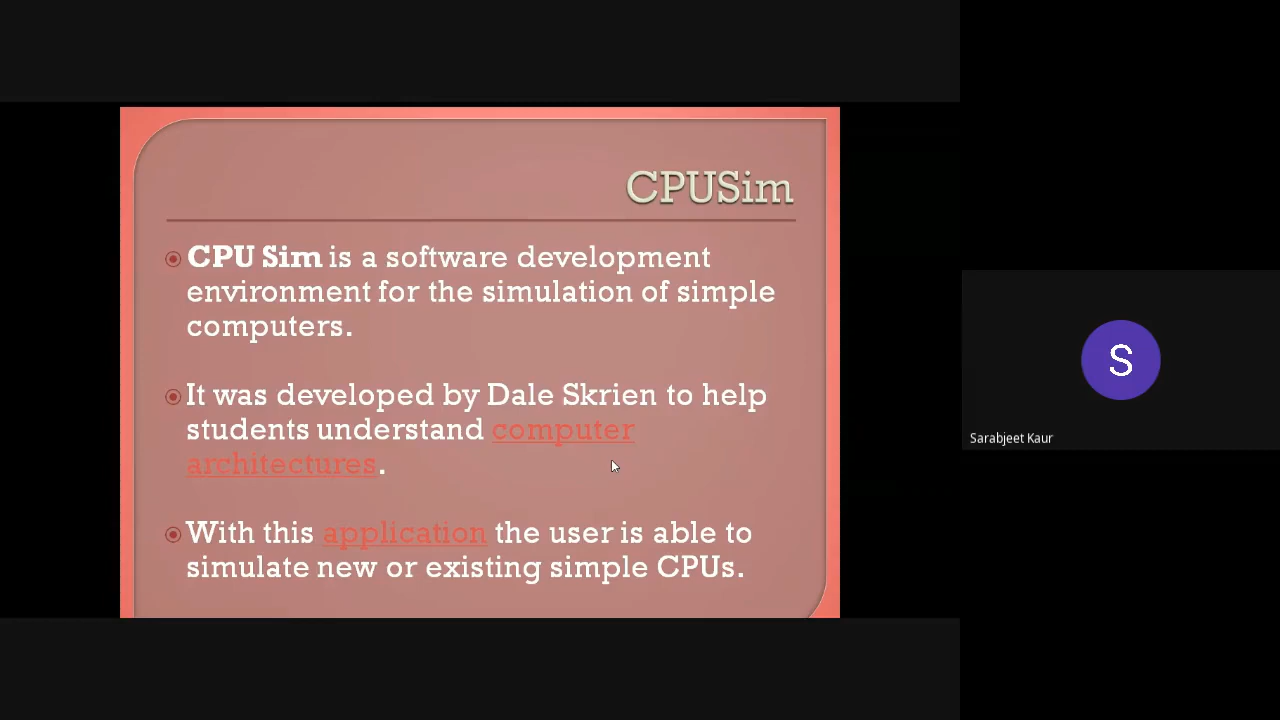 CPUSim
CPU Sim is a software development
environment for the simulation of simple
computers.
It was developed by Dale Skrien to help
students understand computer
architectures.
With this application the user is able to
simulate new or existing simple CPUs.
S
Sarabjeet Kaur